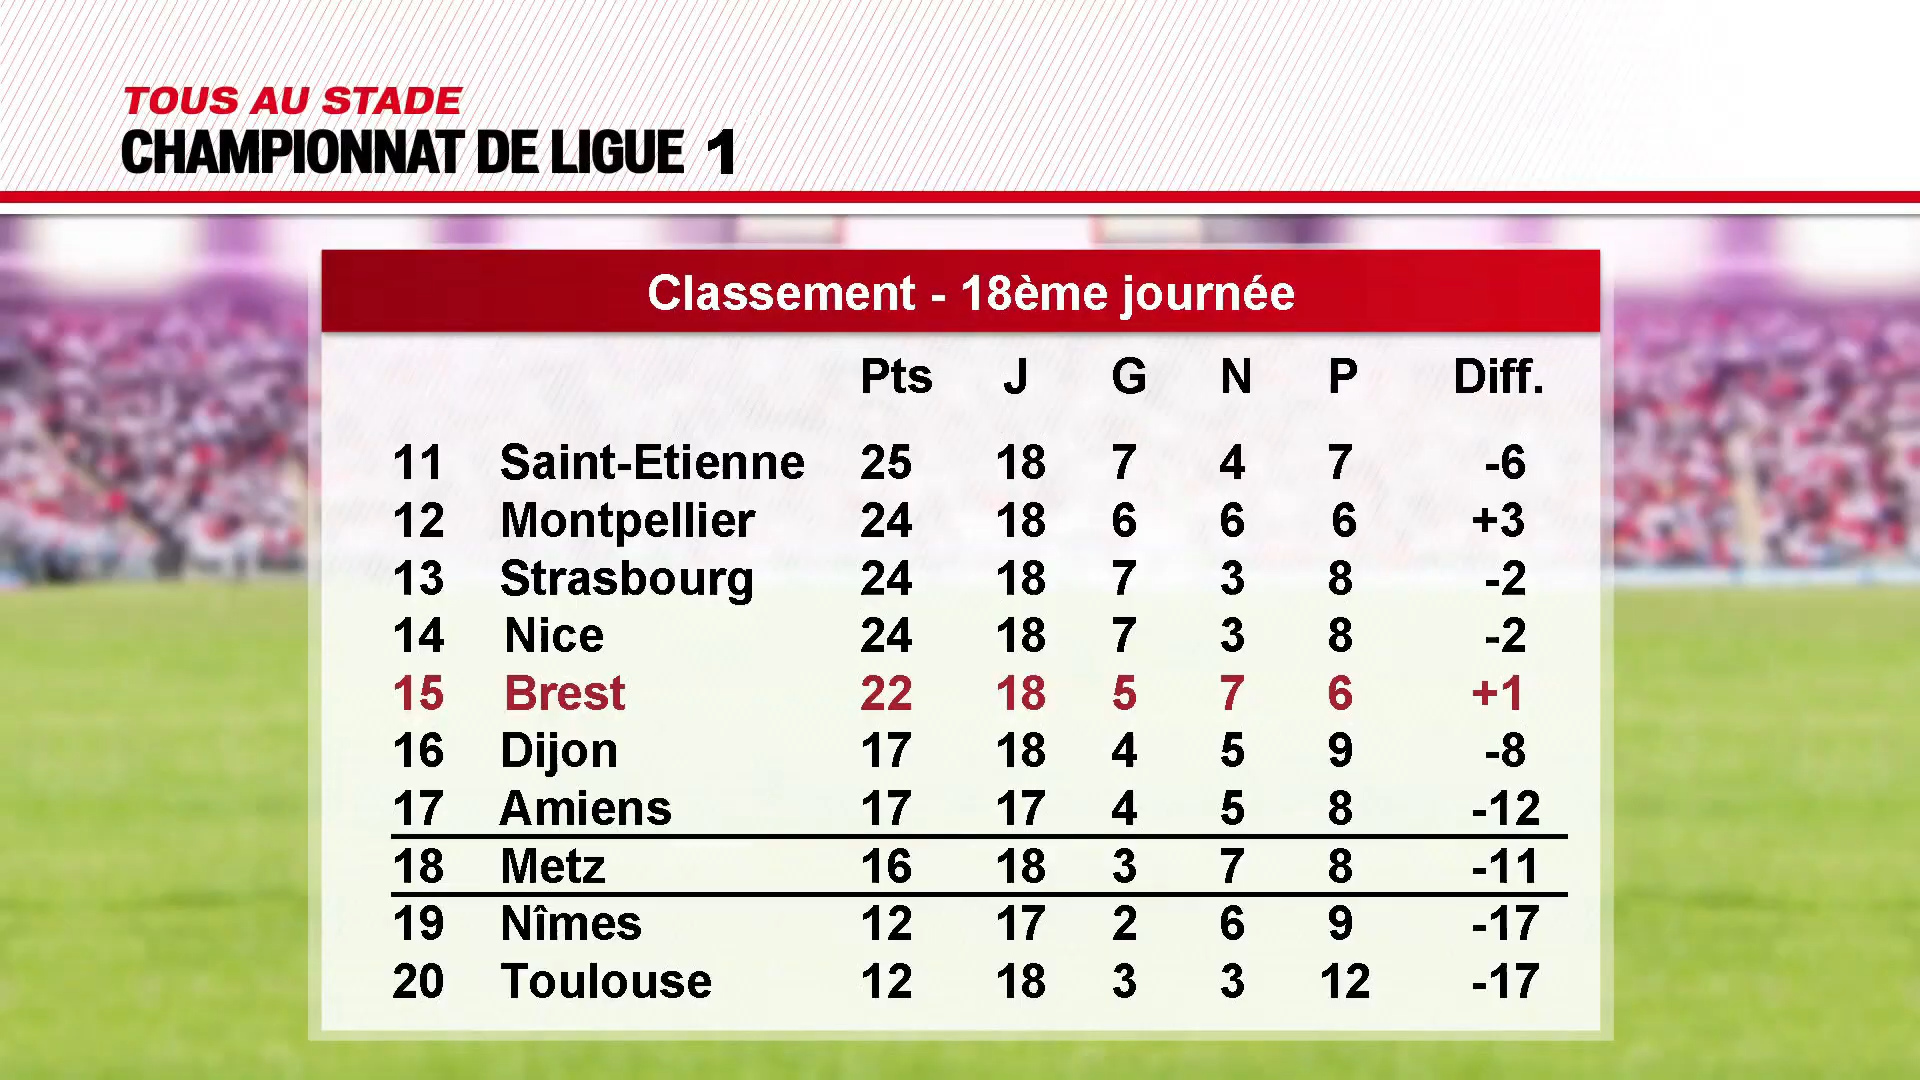 TOUS AU STADE
CHAMPIONNAT DE LIGUE 1
Classement - 18ème journée
Pts J G N P Diff.
11 Saint-Etienne 25 18 7 4 7 -6
12 Montpellier 24 18 6 6 6 +3
13 Strasbourg 24 18 7 3 8 -2
14 Nice 24 18 7 3 8 -2
15 Brest 22 18 5 7 6 +1
16 Dijon 17 18 4 5 9 -8
17 Amiens 17 17 4 5 8 -12
18 Metz 16 18 3 7 8 -11
19 Nîmes 12 17 2 6 9 -17
20 Toulouse 12 18 3 3 12 -17